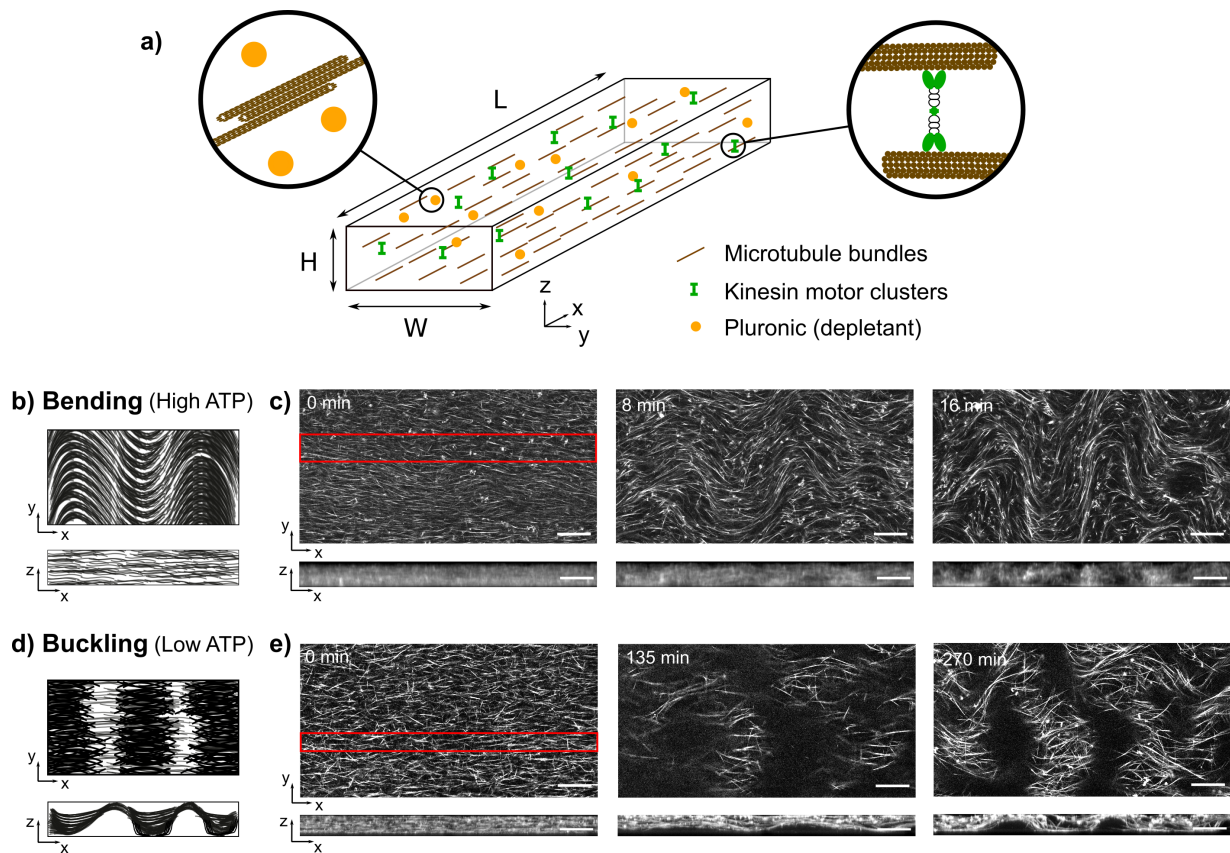 a)
L
H
W
z
x
y
Microtubule bundles
Kinesin motor clusters
Pluronic (depletant)
b) Bending (High ATP)
y
x
z
x
c)
0 min
8 min
16 min
y
x
z
x
d) Buckling (Low ATP)
y
x
z
x
e)
0 min
135 min
270 min
y
x
z
x